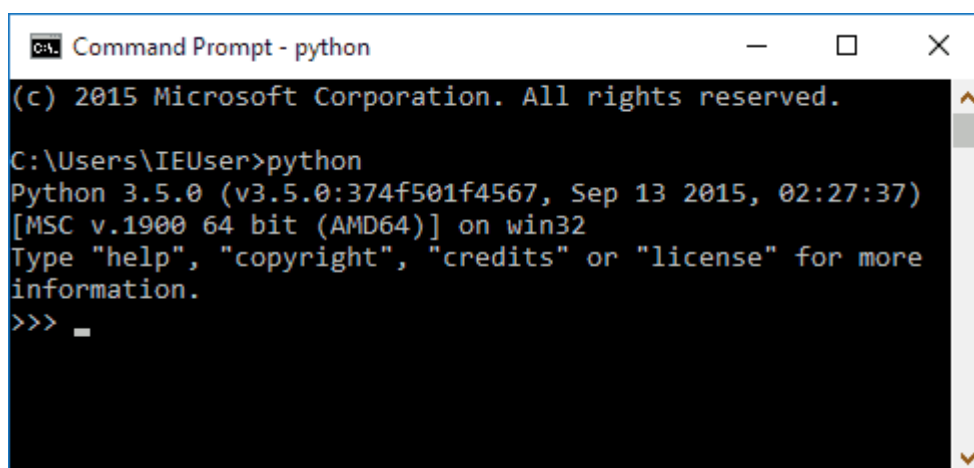 Command Prompt - python
(c) 2015 Microsoft Corporation. All rights reserved.
C:\Users\IEUser>python
Python 3.5.0 (v3.5.0:374f501f4567, Sep 13 2015, 02:27:37)
[MSC v.1900 64 bit (AMD64)] on win32
Type "help", "copyright", "credits" or "license" for more
information.
>>> _